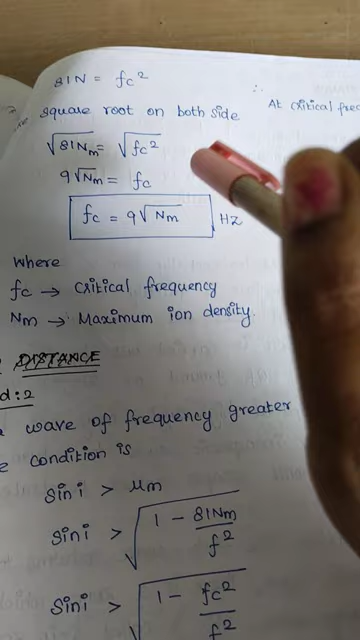 81N = fc²
square root on both side
At critical fre
√81Nm = √fc²
9√Nm = fc
fc = 9√Nm Hz
where
fc → Critical frequency
Nm → Maximum ion density.
DISTANCE
d:2
wave of frequency greater
condition is
sin i > μm
sin i > √1 - 81Nm/f²
sin i > √1 - fc²/f²